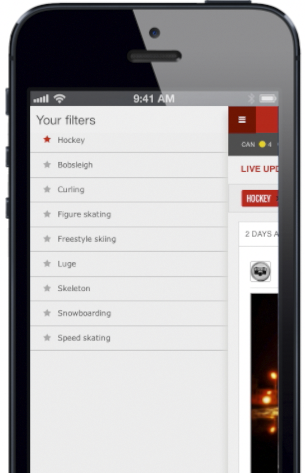 9:41 AM
Your filters
Hockey
Bobsleigh
Curling
Figure skating
Freestyle skiing
Luge
Skeleton
Snowboarding
Speed skating
CAN 4
LIVE UPD
HOCKEY
2 DAYS A